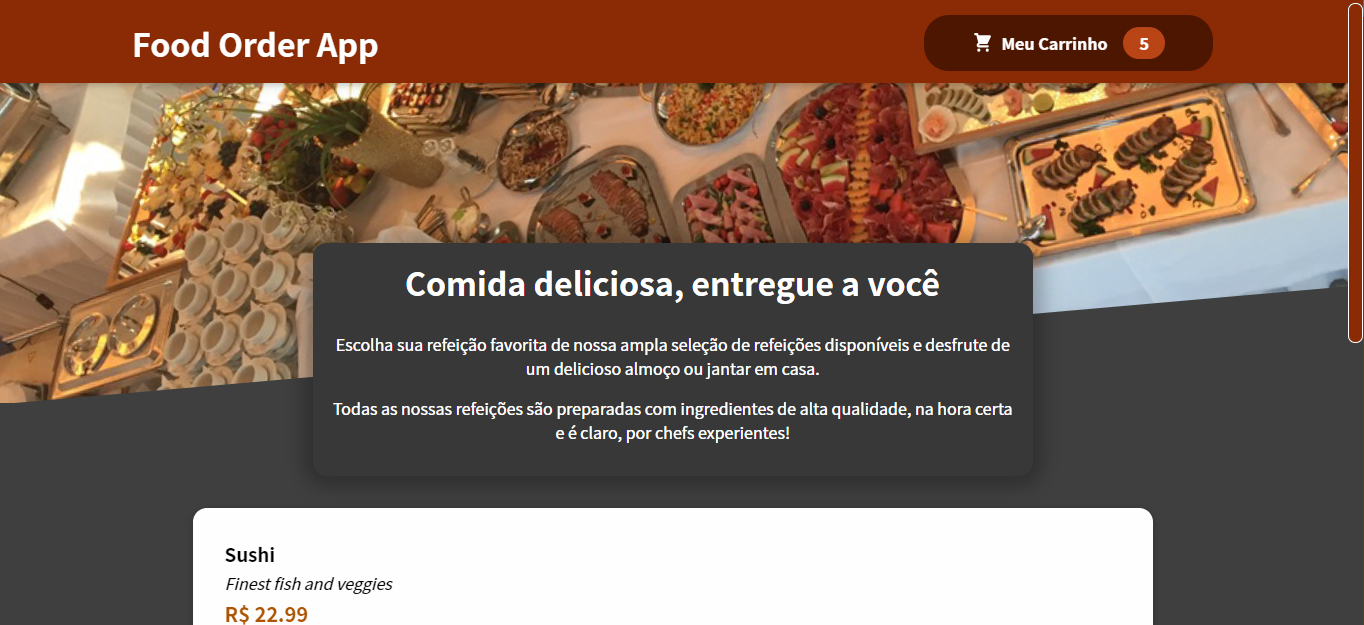 Food Order App
Meu Carrinho 5
Comida deliciosa, entregue a você
Escolha sua refeição favorita de nossa ampla seleção de refeições disponíveis e desfrute de
um delicioso almoço ou jantar em casa.
Todas as nossas refeições são preparadas com ingredientes de alta qualidade, na hora certa
e é claro, por chefs experientes!
Sushi
Finest fish and veggies
R$ 22.99